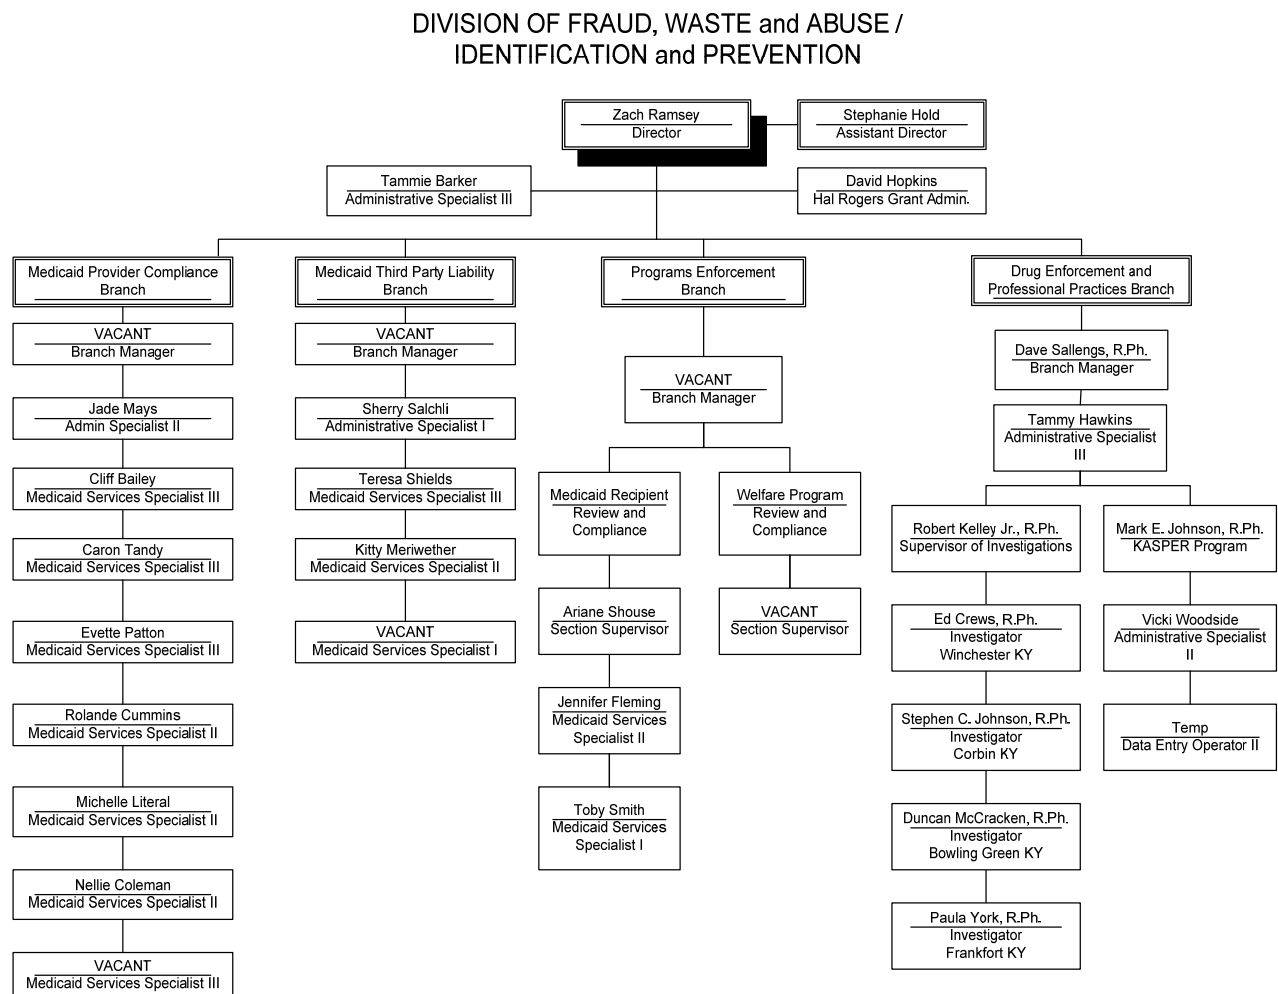 DIVISION OF FRAUD, WASTE and ABUSE /
IDENTIFICATION and PREVENTION
Zach Ramsey
Director
Stephanie Hold
Assistant Director
Tammie Barker
Administrative Specialist III
David Hopkins
Hal Rogers Grant Admin.
Medicaid Provider Compliance
Branch
VACANT
Branch Manager
Jade Mays
Admin Specialist II
Cliff Bailey
Medicaid Services Specialist III
Caron Tandy
Medicaid Services Specialist III
Evette Patton
Medicaid Services Specialist III
Rolande Cummins
Medicaid Services Specialist II
Michelle Literal
Medicaid Services Specialist II
Nellie Coleman
Medicaid Services Specialist II
VACANT
Medicaid Services Specialist III
Medicaid Third Party Liability
Branch
VACANT
Branch Manager
Sherry Salchli
Administrative Specialist I
Teresa Shields
Medicaid Services Specialist III
Kitty Meriwether
Medicaid Services Specialist II
VACANT
Medicaid Services Specialist I
Programs Enforcement
Branch
VACANT
Branch Manager
Medicaid Recipient
Review and
Compliance
Ariane Shouse
Section Supervisor
Jennifer Fleming
Medicaid Services
Specialist II
Toby Smith
Medicaid Services
Specialist I
Welfare Program
Review and
Compliance
VACANT
Section Supervisor
Drug Enforcement and
Professional Practices Branch
Dave Sallengs, R.Ph.
Branch Manager
Tammy Hawkins
Administrative Specialist
III
Robert Kelley Jr., R.Ph.
Supervisor of Investigations
Ed Crews, R.Ph.
Investigator
Winchester KY
Stephen C. Johnson, R.Ph.
Investigator
Corbin KY
Duncan McCracken, R.Ph.
Investigator
Bowling Green KY
Paula York, R.Ph.
Investigator
Frankfort KY
Mark E. Johnson, R.Ph.
KASPER Program
Vicki Woodside
Administrative Specialist
II
Temp
Data Entry Operator II